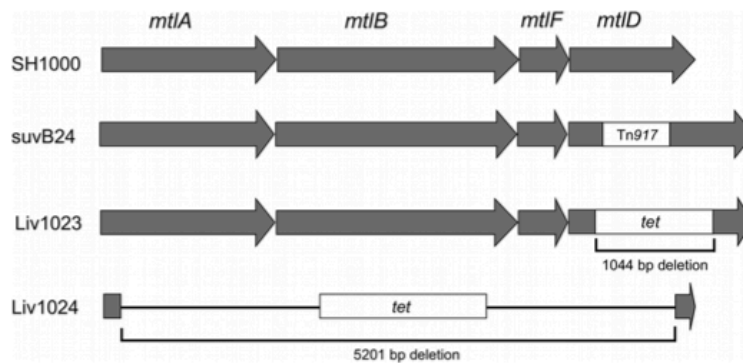 mtlA mtlB mtlF mtlD
SH1000
suvB24 Tn917
Liv1023 tet
1044 bp deletion
Liv1024 tet
5201 bp deletion